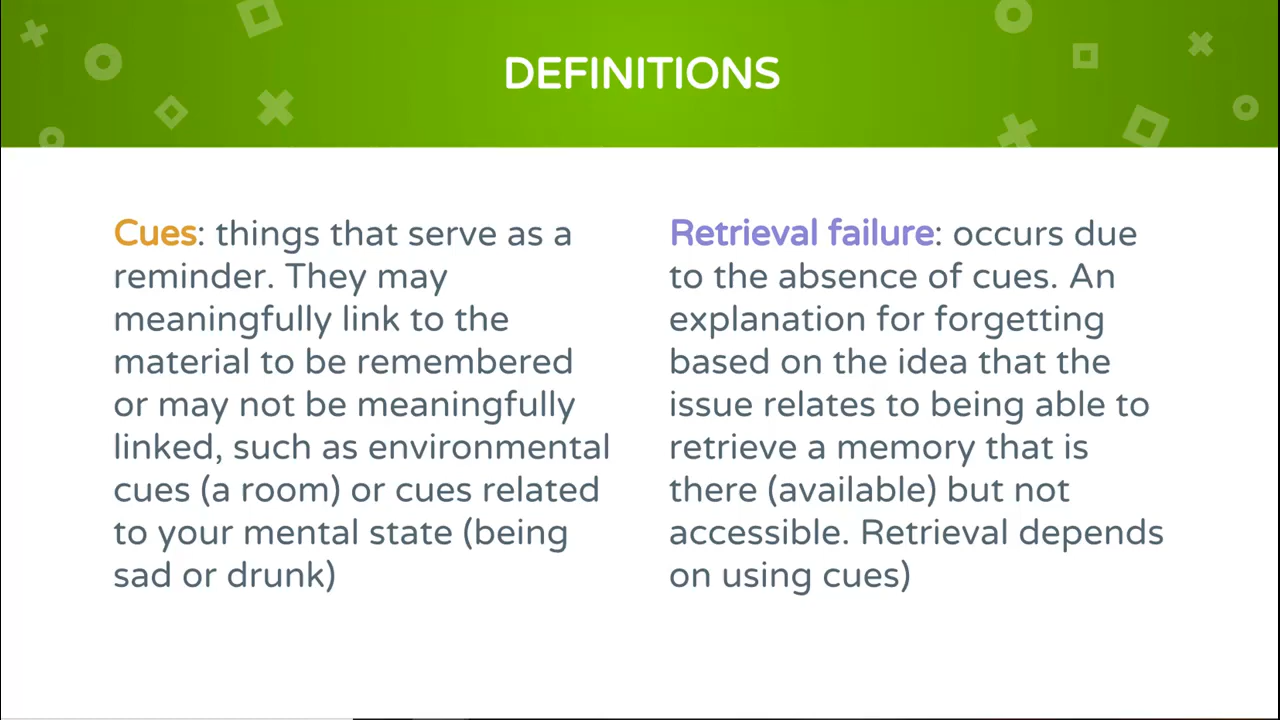 DEFINITIONS
Cues: things that serve as a
reminder. They may
meaningfully link to the
material to be remembered
or may not be meaningfully
linked, such as environmental
cues (a room) or cues related
to your mental state (being
sad or drunk)
Retrieval failure: occurs due
to the absence of cues. An
explanation for forgetting
based on the idea that the
issue relates to being able to
retrieve a memory that is
there (available) but not
accessible. Retrieval depends
on using cues)